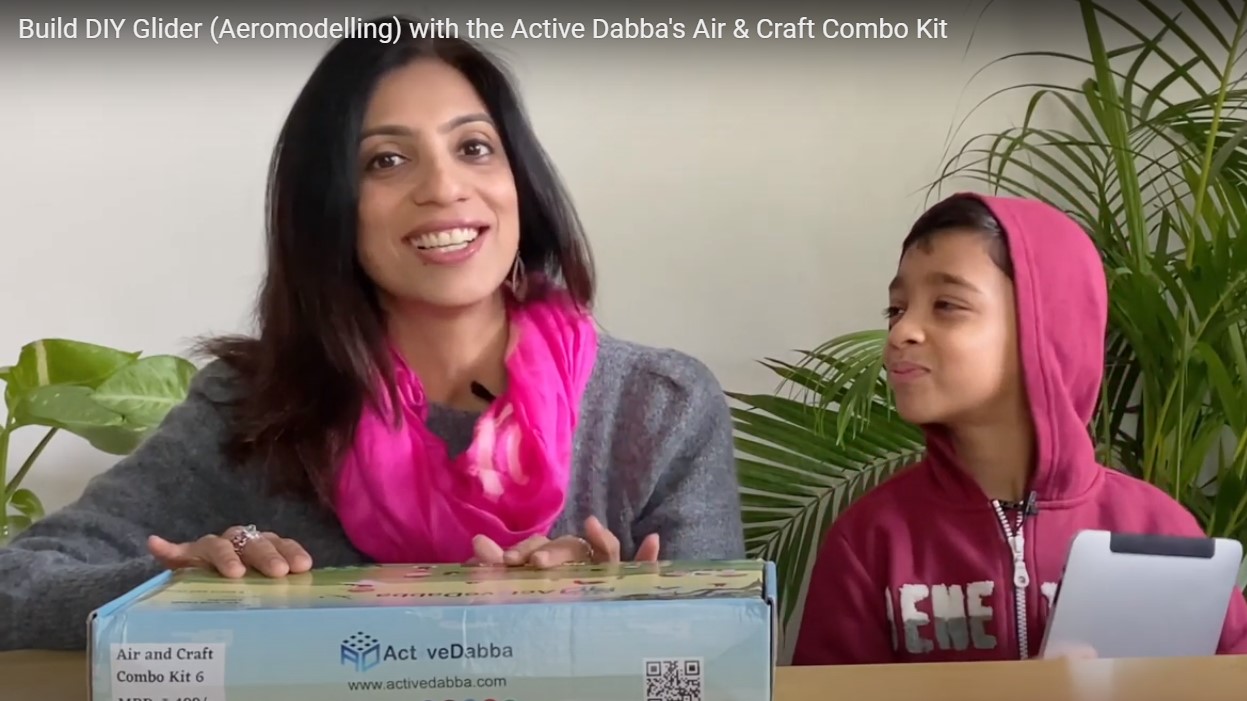 Build DIY Glider (Aeromodelling) with the Active Dabba's Air & Craft Combo Kit
Act veDabba
www.activedabba.com
Air and Craft
Combo Kit 6